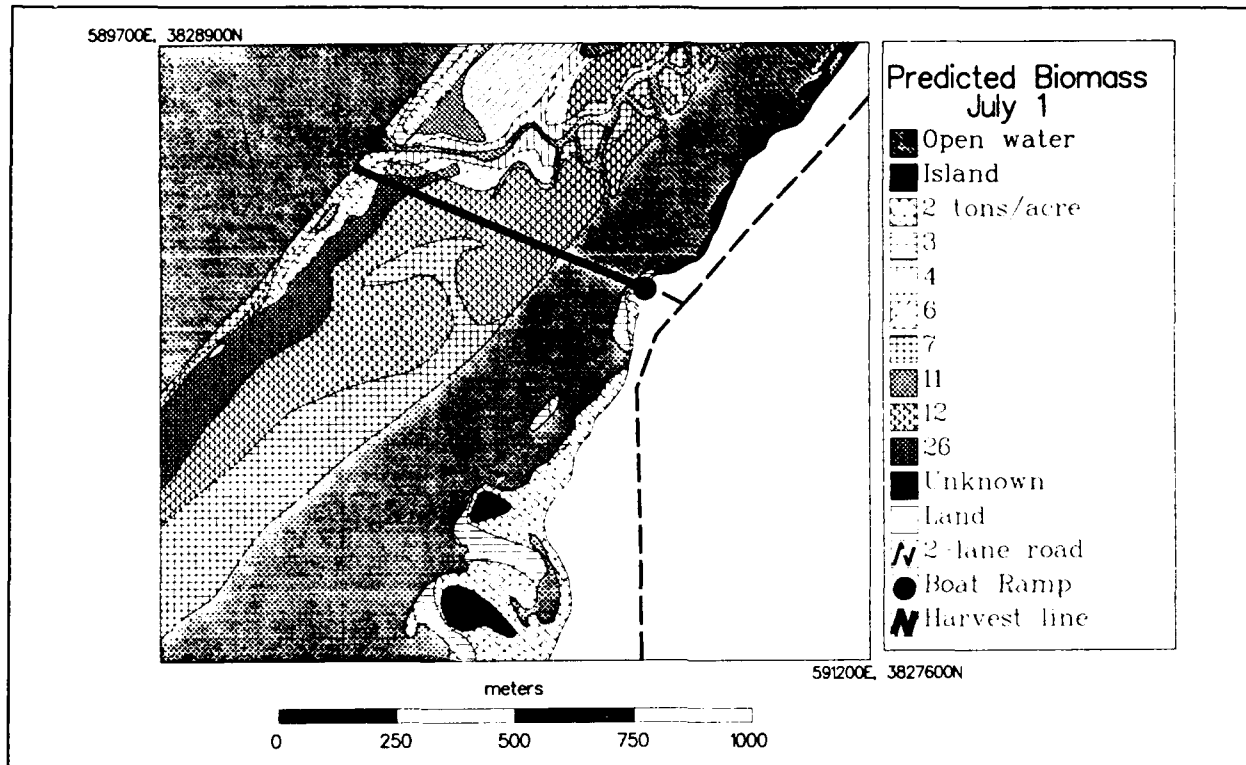 589700E, 3828900N
Predicted Biomass
July 1
Open water
Island
2 tons/acre
3
4
6
7
11
12
26
Unknown
Land
2-lane road
Boat Ramp
Harvest line
591200E, 3827600N
meters
0 250 500 750 1000